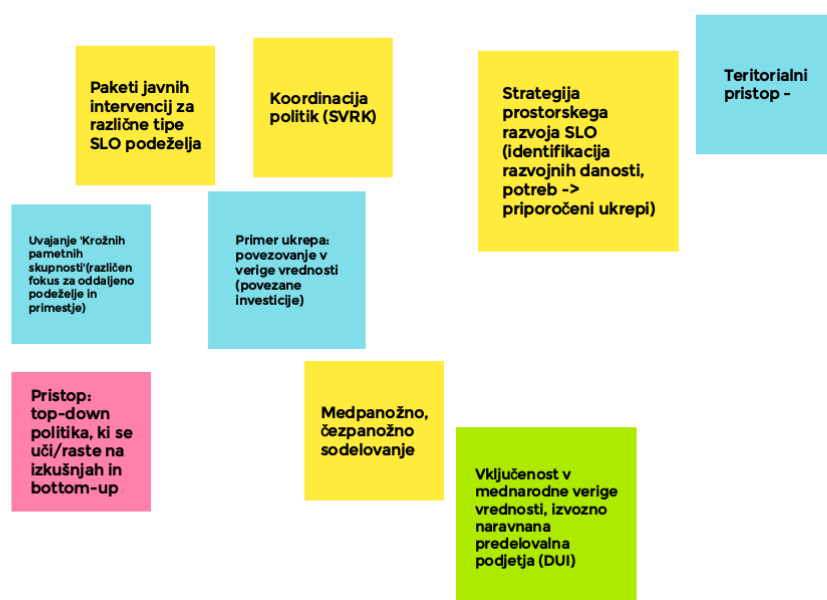 Paketi javnih
intervencij za
različne tipe
SLO podeželja
Koordinacija
politik (SVRK)
Strategija
prostorskega
razvoja SLO
(identifikacija
razvojnih danosti,
potreb ->
priporočeni ukrepi)
Teritorialni
pristop -
Uvajanje 'Krožnih
pametnih
skupnosti'(različen
fokus za oddaljeno
podeželje in
primestje)
Primer ukrepa:
povezovanje v
verige vrednosti
(povezane
investicije)
Pristop:
top-down
politika, ki se
uči/raste na
izkušnjah in
bottom-up
Medpanožno,
čezpanožno
sodelovanje
Vključenost v
mednarodne verige
vrednosti, izvozno
naravnana
predelovalna
podjetja (DUI)